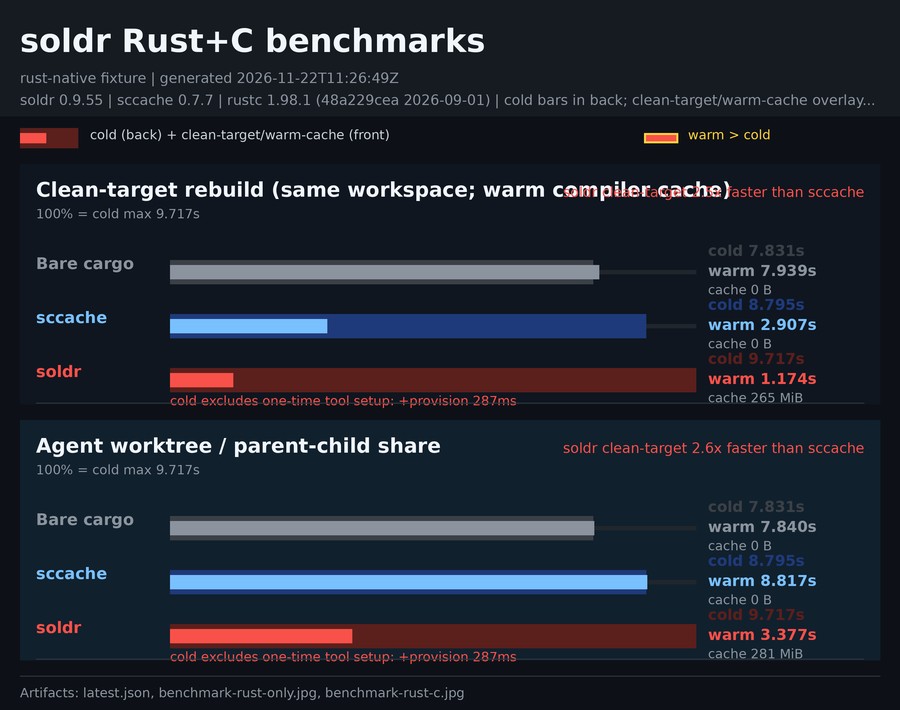 soldr Rust+C benchmarks
rust-native fixture | generated 2026-11-22T11:26:49Z
soldr 0.9.55 | sccache 0.7.7 | rustc 1.98.1 (48a229cea 2026-09-01) | cold bars in back; clean-target/warm-cache overlay...
cold (back) + clean-target/warm-cache (front)
warm > cold
Clean-target rebuild (same workspace; warm compiler cache)
soldr clean-target 2.5x faster than sccache
100% = cold max 9.717s
Bare cargo
cold 7.831s
warm 7.939s
cache 0 B
sccache
cold 8.795s
warm 2.907s
cache 0 B
soldr
cold 9.717s
warm 1.174s
cache 265 MiB
cold excludes one-time tool setup: +provision 287ms
Agent worktree / parent-child share
soldr clean-target 2.6x faster than sccache
100% = cold max 9.717s
Bare cargo
cold 7.831s
warm 7.840s
cache 0 B
sccache
cold 8.795s
warm 8.817s
cache 0 B
soldr
cold 9.717s
warm 3.377s
cache 281 MiB
cold excludes one-time tool setup: +provision 287ms
Artifacts: latest.json, benchmark-rust-only.jpg, benchmark-rust-c.jpg